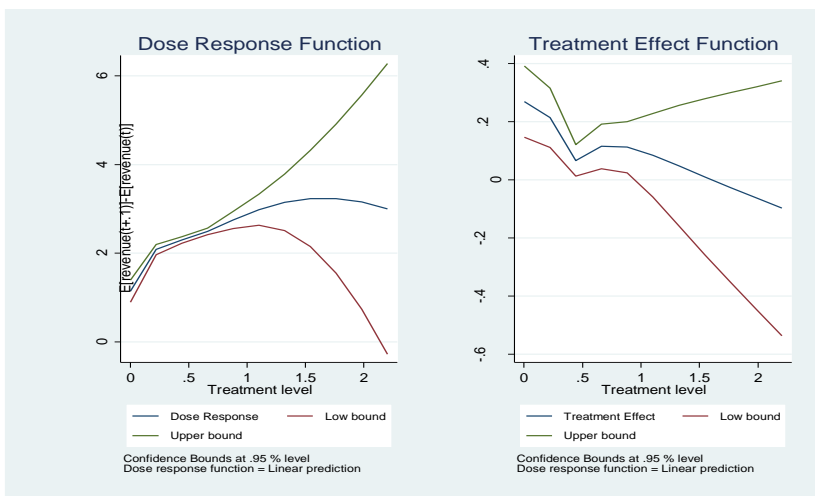 Dose Response Function
E[revenue(t+.1)]-E[revenue(t)]
6
4
2
0
0 .5 1 1.5 2
Treatment level
Dose Response Low bound
Upper bound
Confidence Bounds at .95 % level
Dose response function = Linear prediction
Treatment Effect Function
.4
.2
0
-.2
-.4
-.6
0 .5 1 1.5 2
Treatment level
Treatment Effect Low bound
Upper bound
Confidence Bounds at .95 % level
Dose response function = Linear prediction